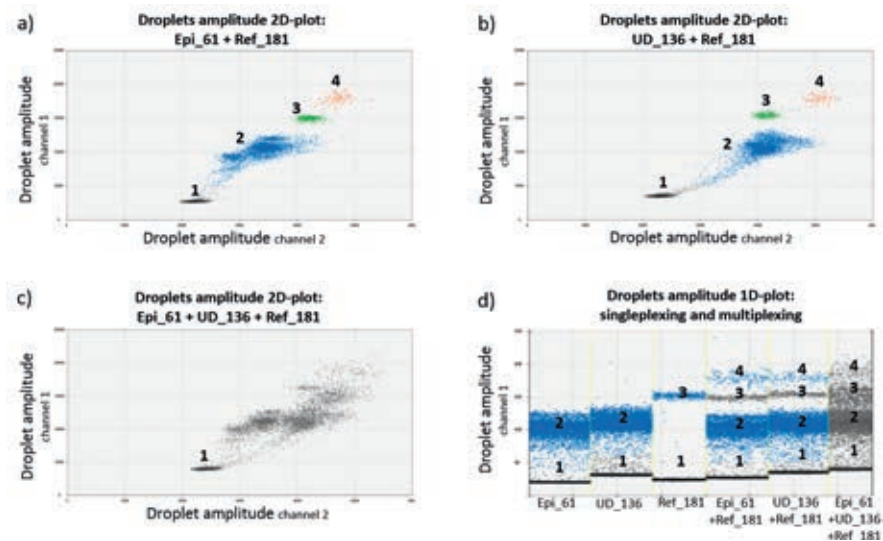 a)
Droplets amplitude 2D-plot:
Epi_61 + Ref_181
Droplet amplitude
channel 1
1
2
3
4
Droplet amplitude channel 2
b)
Droplets amplitude 2D-plot:
UD_136 + Ref_181
Droplet amplitude
channel 1
1
2
3
4
Droplet amplitude channel 2
c)
Droplets amplitude 2D-plot:
Epi_61 + UD_136 + Ref_181
Droplet amplitude
channel 1
1
Droplet amplitude channel 2
d)
Droplets amplitude 1D-plot:
singleplexing and multiplexing
Droplet amplitude
channel 1
4 4 4
3 3 3 3
2 2 2 2 2
1 1 1 1 1 1
Epi_61 UD_136 Ref_181 Epi_61 UD_136 Epi_61
+Ref_181 +Ref_181 +UD_136
+Ref_181